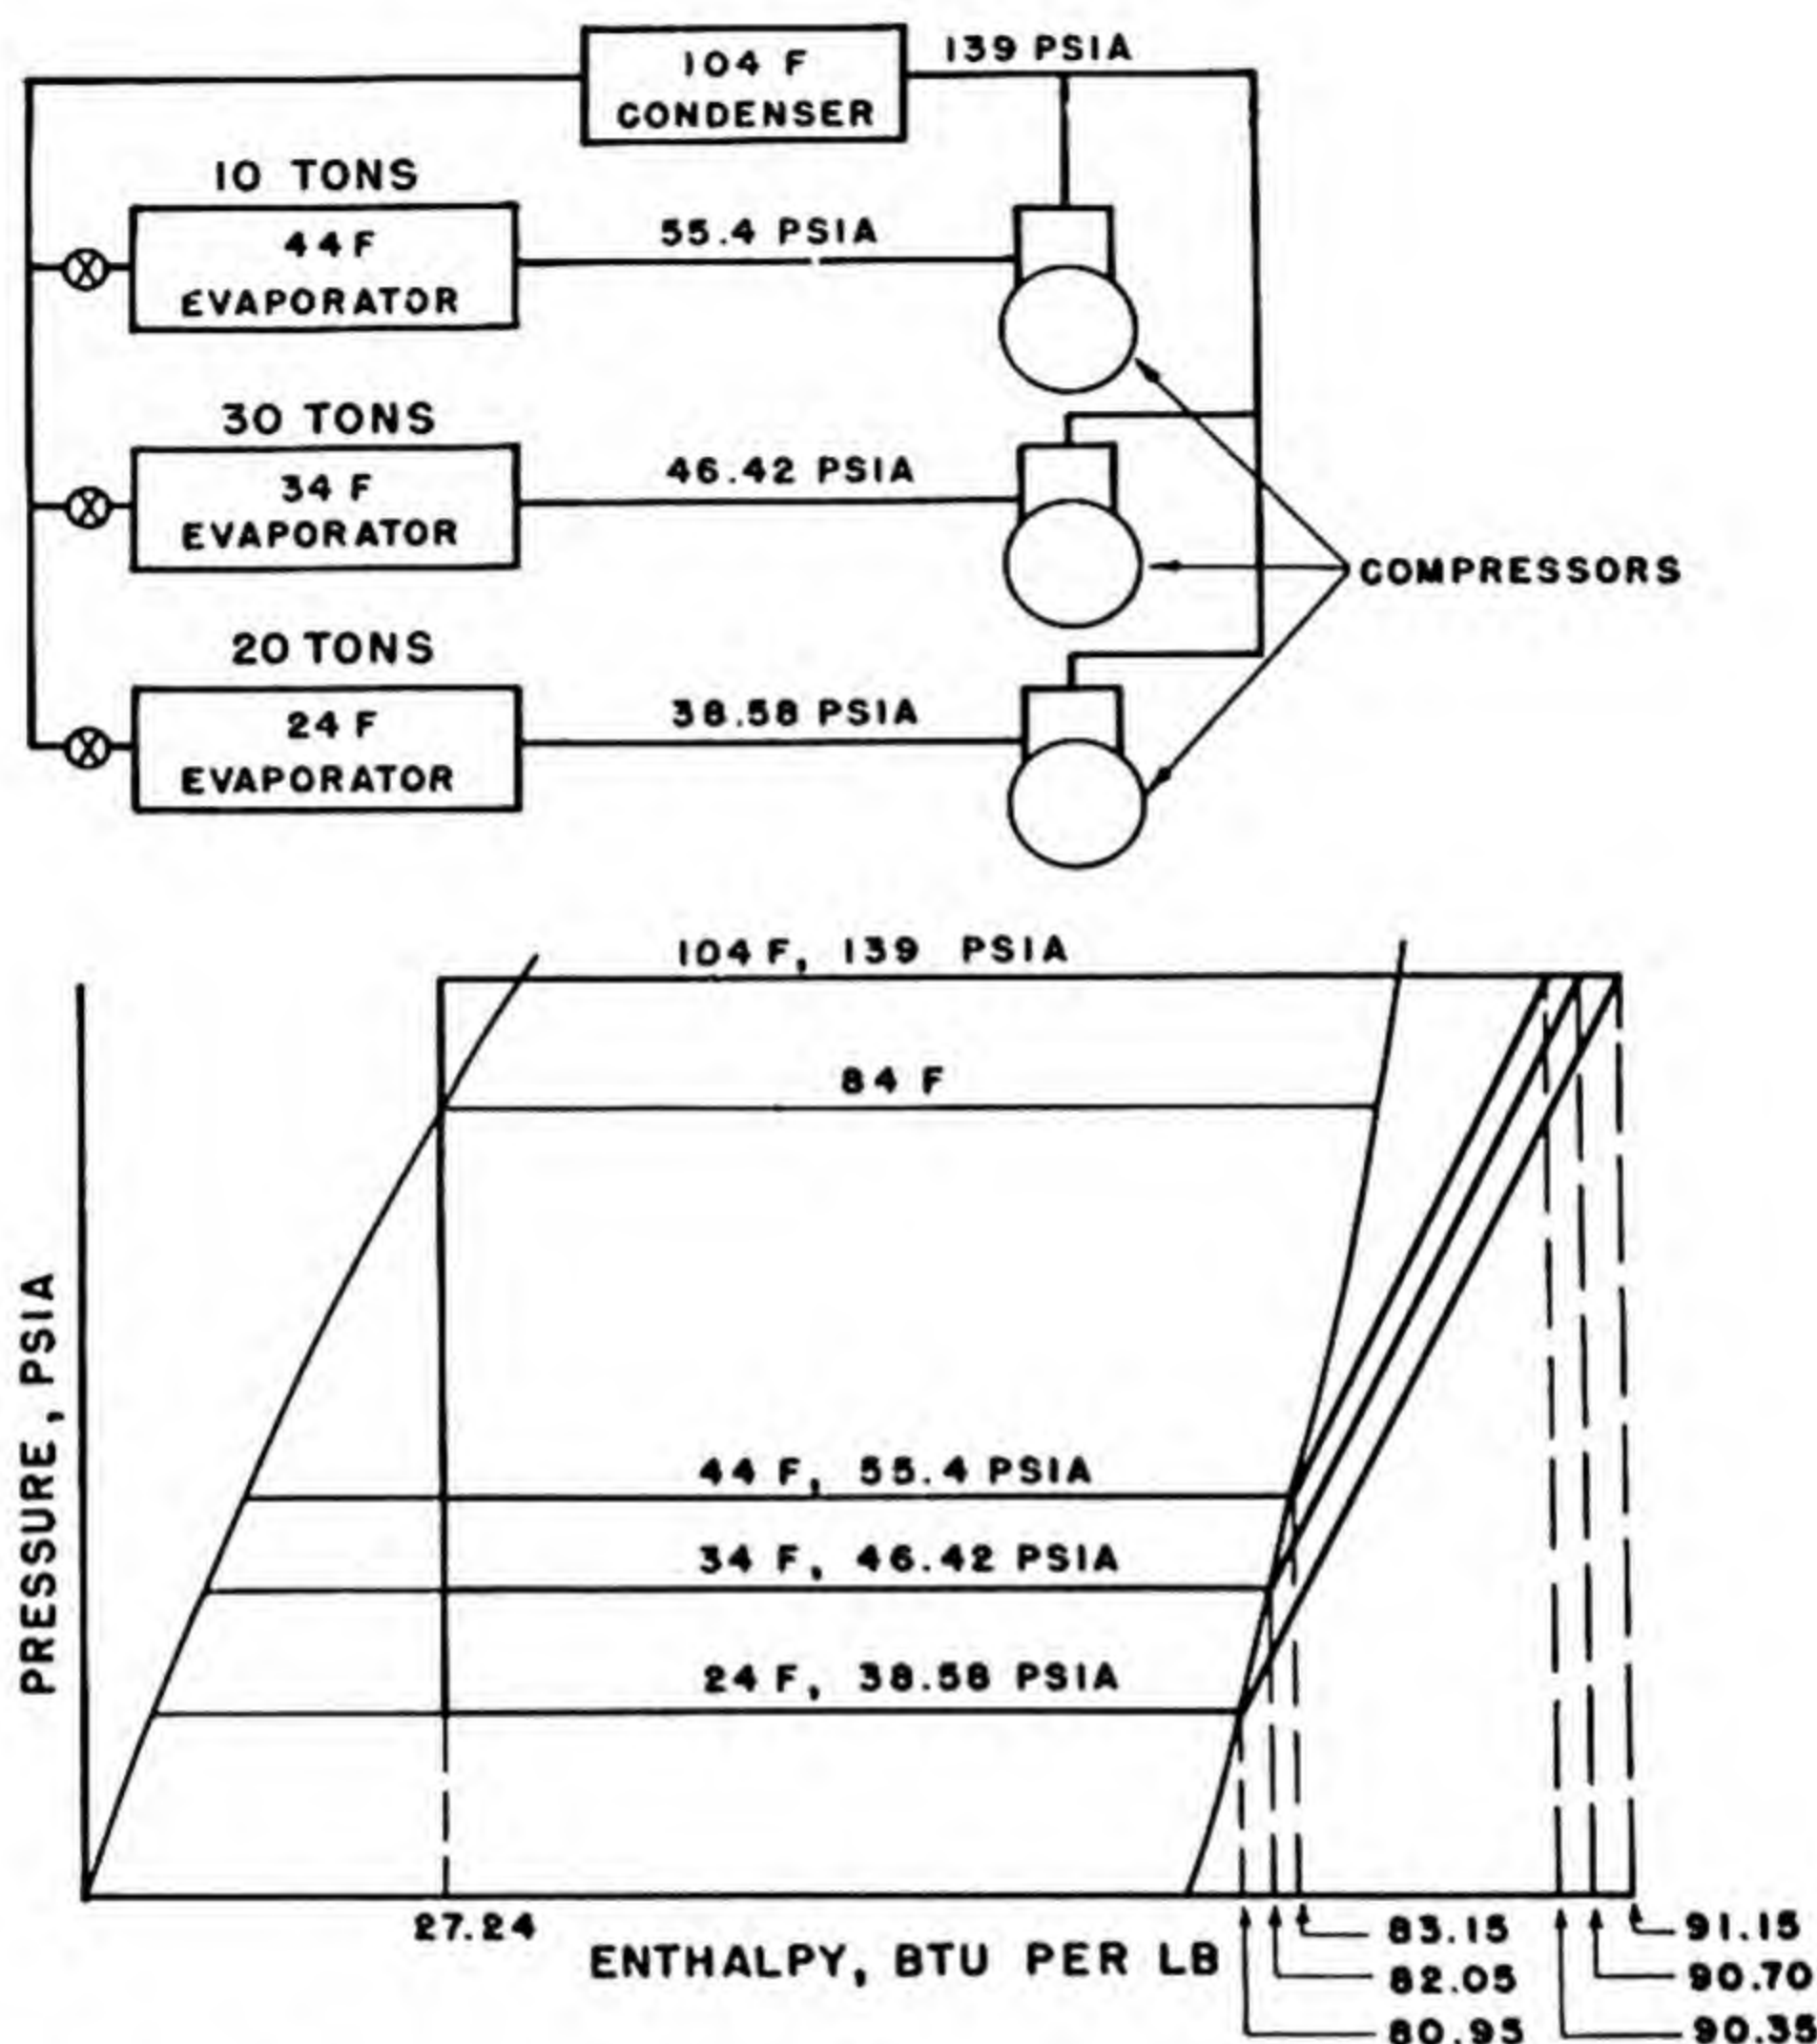 104 F
CONDENSER
139 PSIA
10 TONS
44 F
EVAPORATOR
55.4 PSIA
30 TONS
34 F
EVAPORATOR
46.42 PSIA
COMPRESSORS
20 TONS
24 F
EVAPORATOR
38.58 PSIA
104 F, 139 PSIA
84 F
44 F, 55.4 PSIA
34 F, 46.42 PSIA
24 F, 38.58 PSIA
PRESSURE, PSIA
27.24
ENTHALPY, BTU PER LB
83.15
82.05
80.95
91.15
90.70
90.35